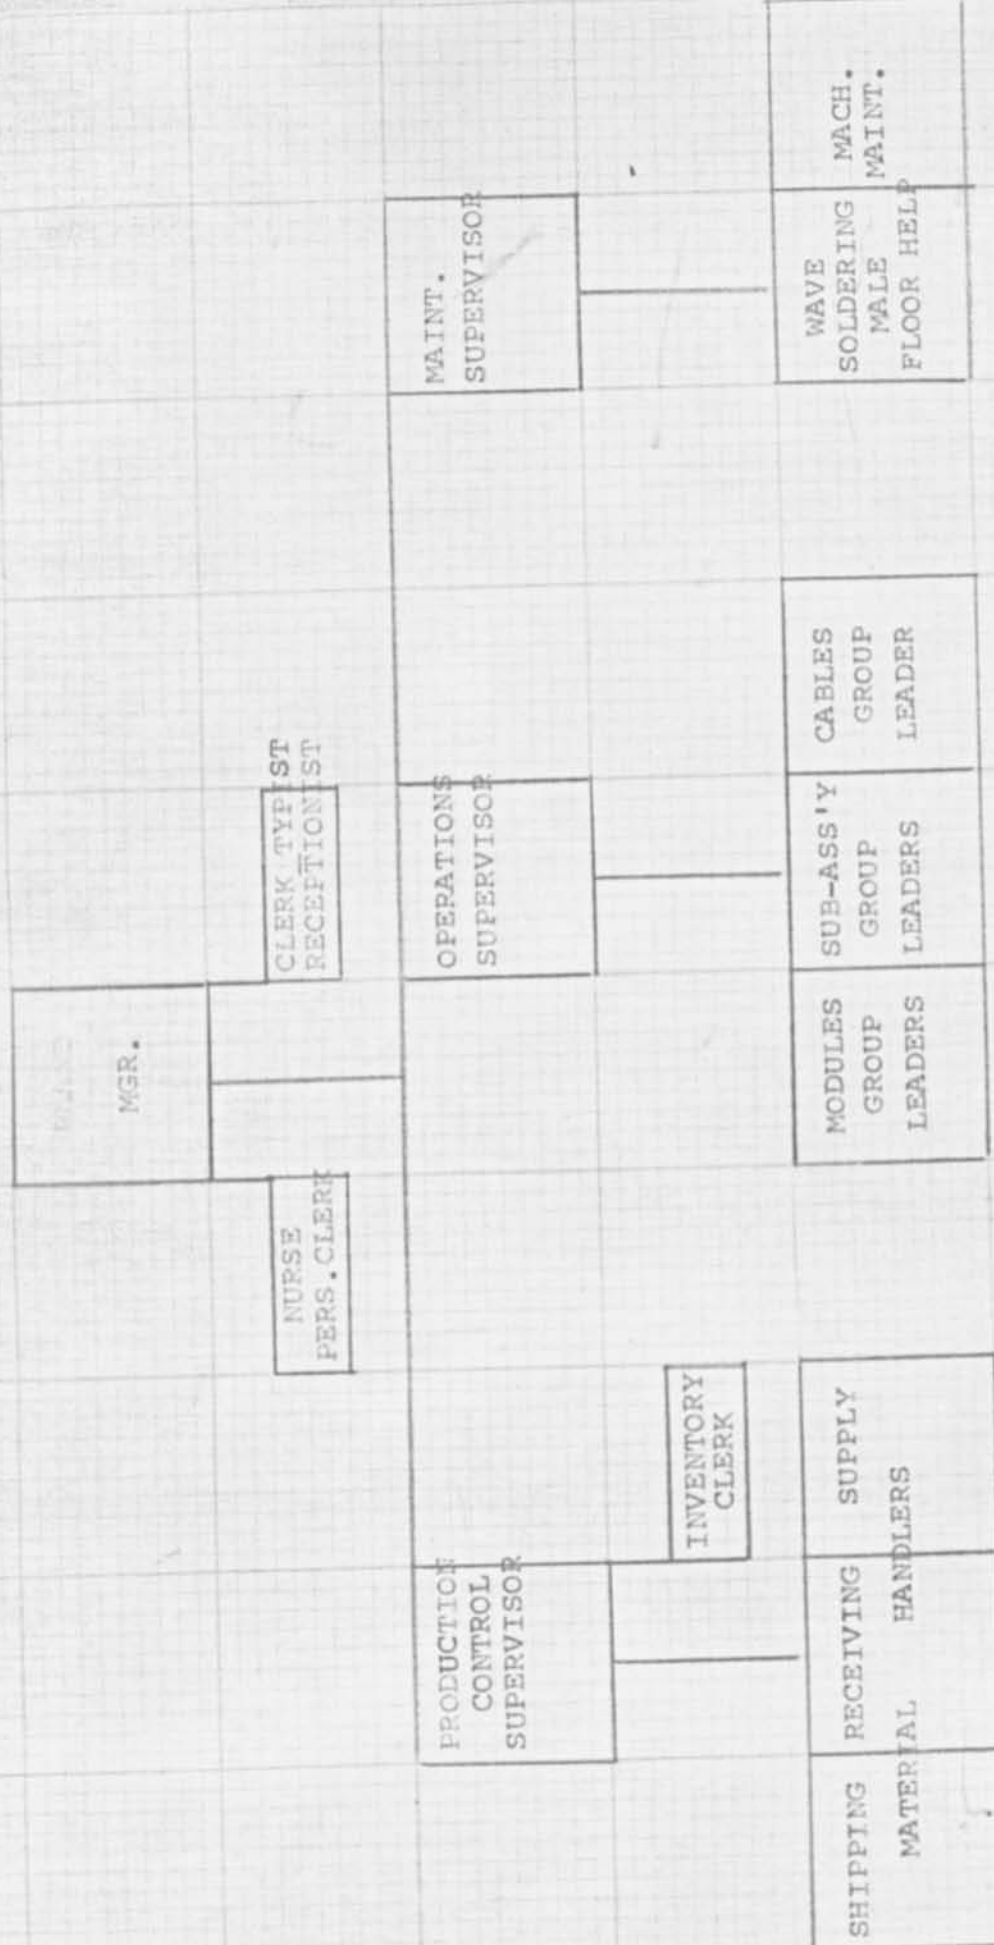 MGR.
NURSE
PERS.CLERK
CLERK TYPIST
RECEPTIONIST
PRODUCTION
CONTROL
SUPERVISOR
OPERATIONS
SUPERVISOR
MAINT.
SUPERVISOR
INVENTORY
CLERK
SHIPPING RECEIVING SUPPLY
MATERIAL HANDLERS
MODULES
GROUP
LEADERS
SUB-ASS'Y
GROUP
LEADERS
CABLES
GROUP
LEADER
WAVE
SOLDERING
MALE
FLOOR HELP
MACH.
MAINT.